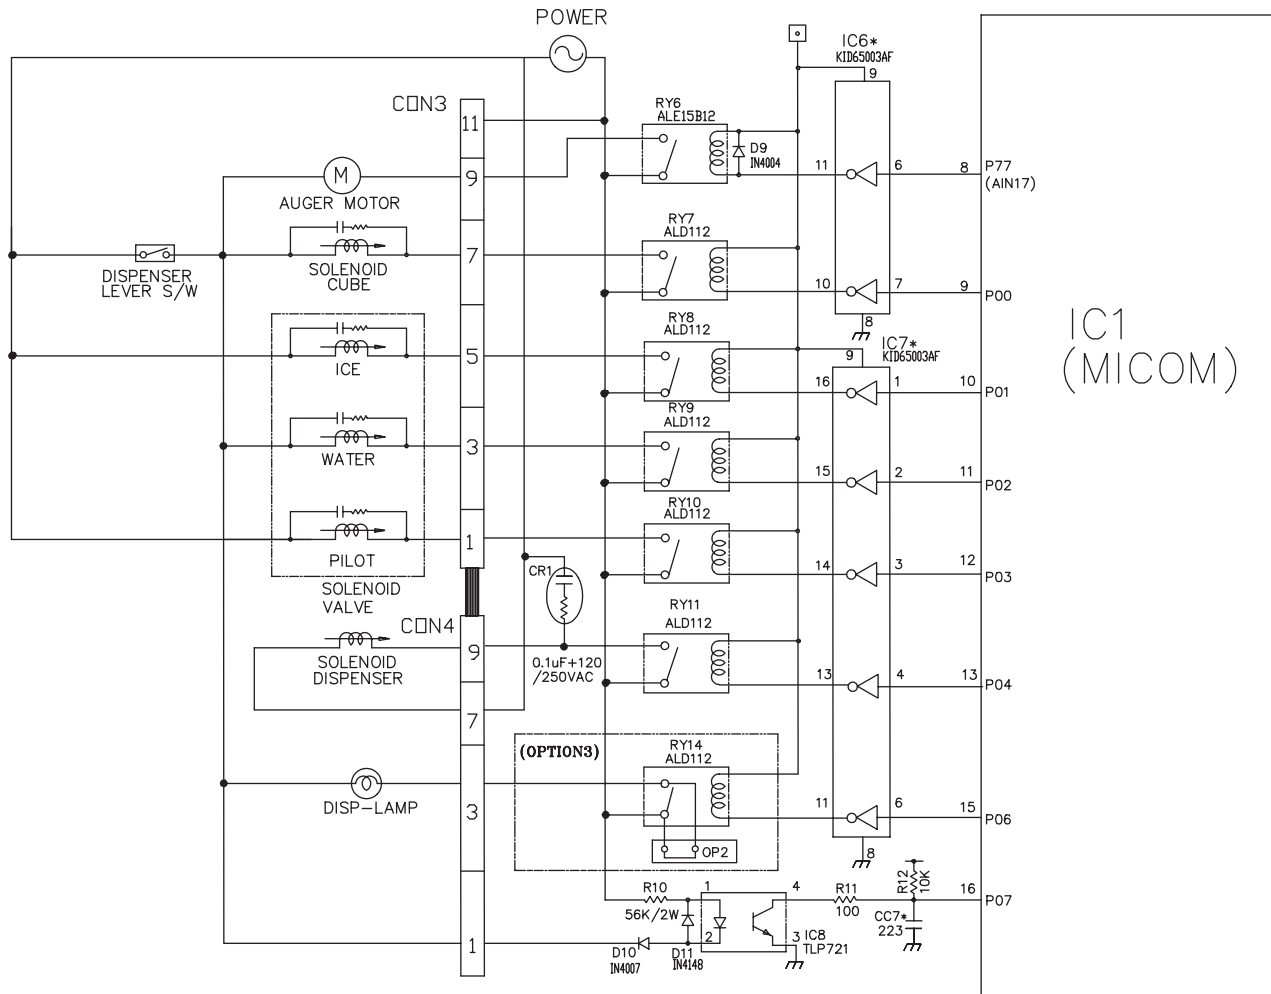 POWER
IC6*
KID65003AF
9
CON3
11
RY6
ALE15B12
D9
IN4004
11
6
8
P77
(AIN17)
M
9
AUGER MOTOR
RY7
ALD112
7
DISPENSER
LEVER S/W
SOLENOID
CUBE
10
7
9
P00
8
IC1
(MICOM)
RY8
ALD112
IC7*
KID65003AF
9
5
ICE
16
1
10
P01
RY9
ALD112
3
WATER
15
2
11
P02
RY10
ALD112
1
PILOT
14
3
12
P03
SOLENOID
VALVE
CR1
RY11
ALD112
CON4
9
SOLENOID
DISPENSER
0.1uF+120
/250VAC
13
4
13
P04
7
(OPTION3)
RY14
ALD112
DISP-LAMP
3
11
6
15
P06
OP2
8
R10
56K/2W
1
4
R11
100
R12
10K
16
P07
CC7*
223
2
3
IC8
TLP721
D10
IN4007
D11
IN4148
1